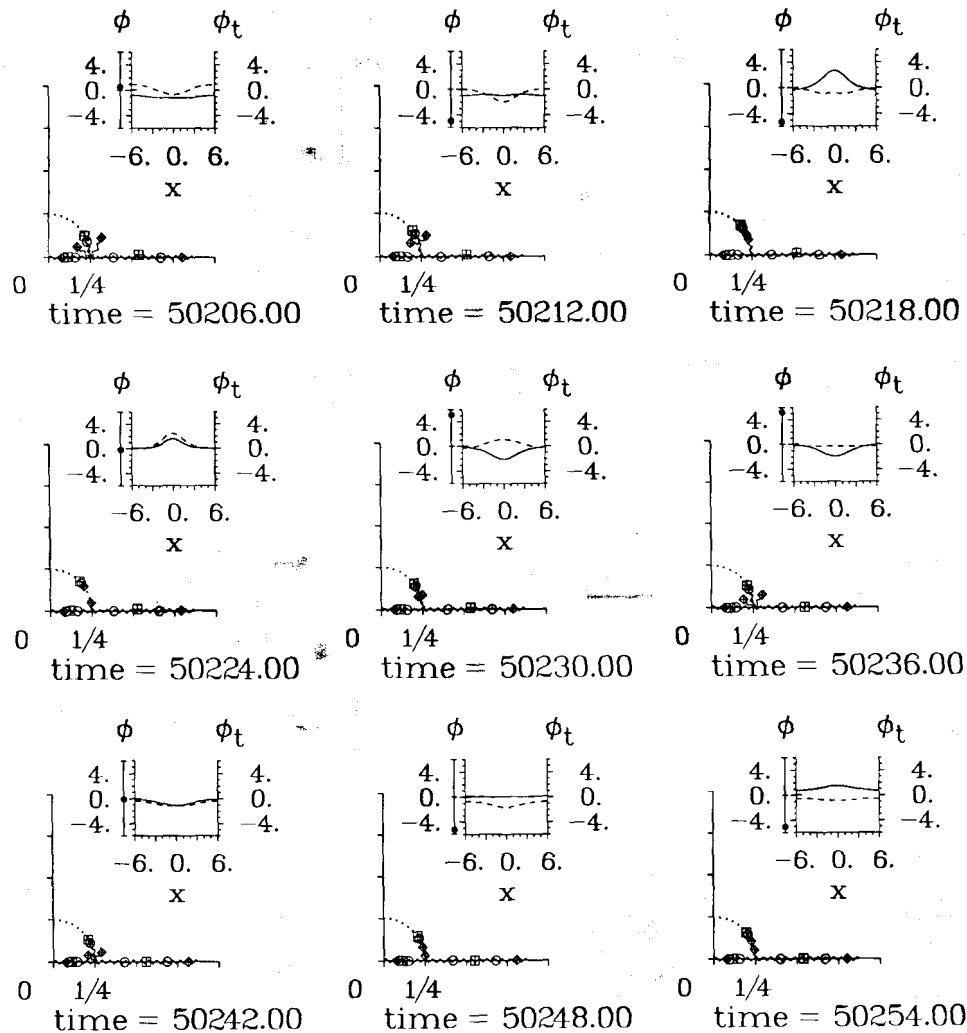 φ φt φ φt φ φt
4. 4. 4. 4. 4. 4.
0. 0. 0. 0. 0. 0.
−4. −4. −4. −4. −4. −4.
−6. 0. 6. −6. 0. 6. −6. 0. 6.
x x x
0 1/4 0 1/4 0 1/4
time = 50206.00 time = 50212.00 time = 50218.00
φ φt φ φt φ φt
4. 4. 4. 4. 4. 4.
0. 0. 0. 0. 0. 0.
−4. −4. −4. −4. −4. −4.
−6. 0. 6. −6. 0. 6. −6. 0. 6.
x x x
0 1/4 0 1/4 0 1/4
time = 50224.00 time = 50230.00 time = 50236.00
φ φt φ φt φ φt
4. 4. 4. 4. 4. 4.
0. 0. 0. 0. 0. 0.
−4. −4. −4. −4. −4. −4.
−6. 0. 6. −6. 0. 6. −6. 0. 6.
x x x
0 1/4 0 1/4 0 1/4
time = 50242.00 time = 50248.00 time = 50254.00